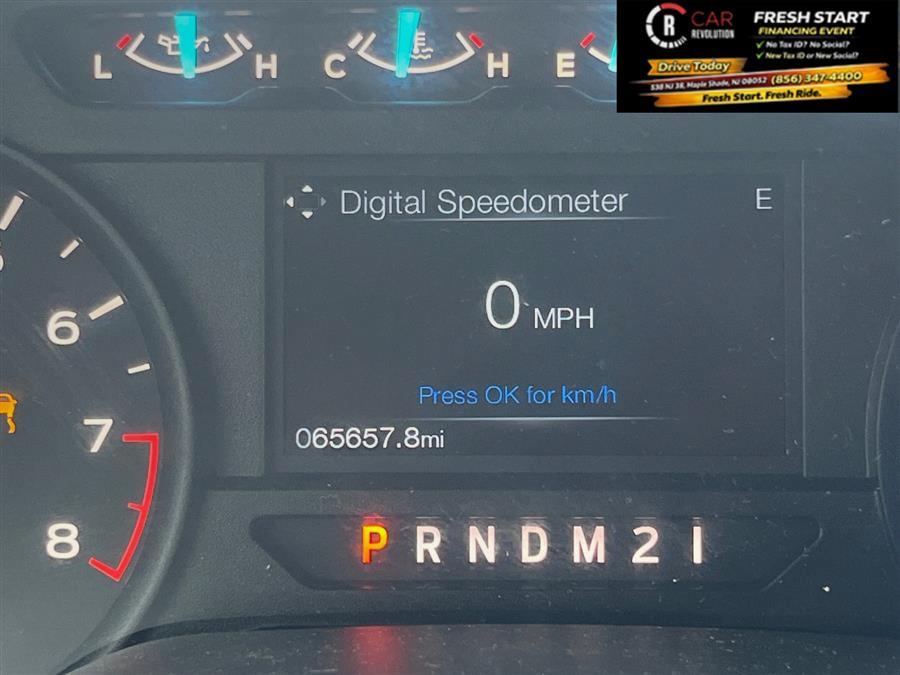 L H C H E
R CAR REVOLUTION
FRESH START
FINANCING EVENT
✓ No Tax ID? No Social?
✓ New Tax ID or New Social?
Drive Today
538 NJ 38, Maple Shade, NJ 08052 (856) 347-4400
Fresh Start. Fresh Ride.
Digital Speedometer E
0 MPH
Press OK for km/h
065657.8mi
6
7
8
P R N D M 2 1